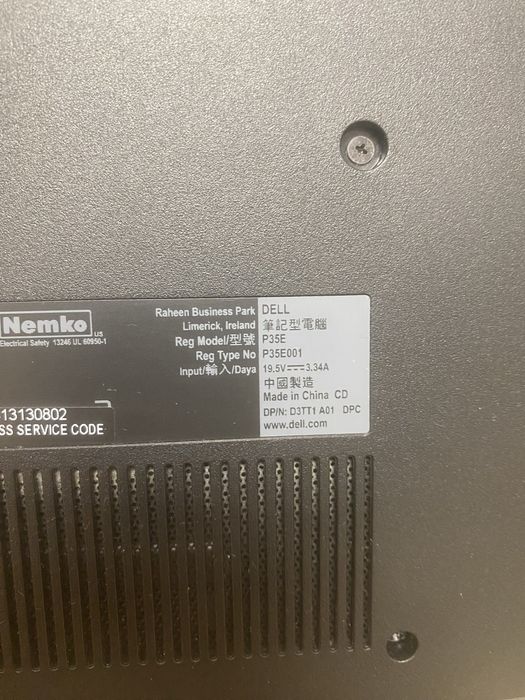 Nemko
US
Electrical Safety 13246 UL 60950-1
13130802
SS SERVICE CODE
Raheen Business Park
Limerick, Ireland
Reg Model/型號
Reg Type No
Input/輸入/Daya
DELL
筆記型電腦
P35E
P35E001
19.5V⎓3.34A
中國製造
Made in China CD
DP/N: D3TT1 A01 DPC
www.dell.com